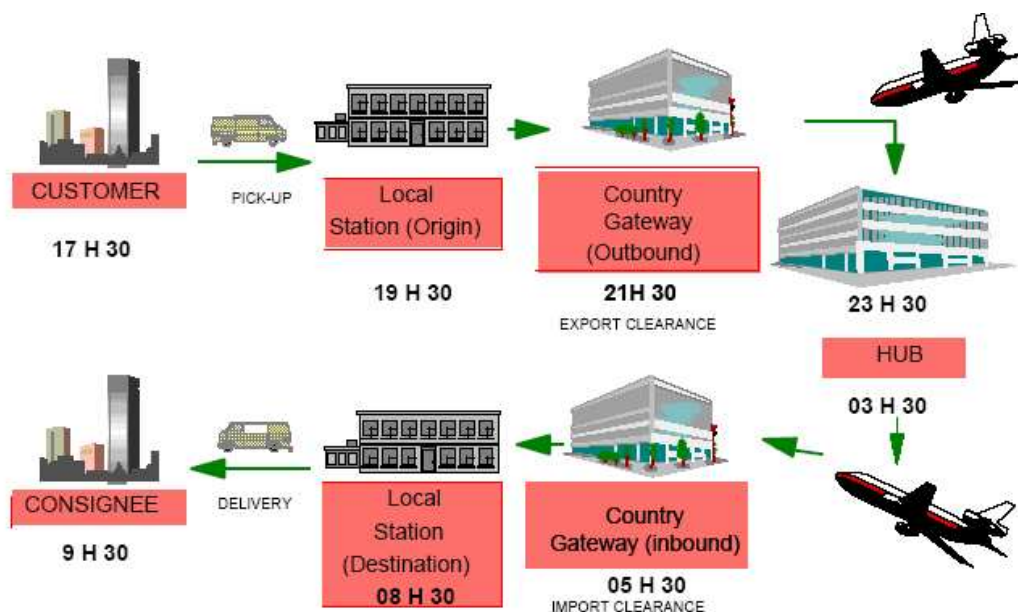 CUSTOMER
17 H 30
PICK-UP
Local
Station (Origin)
19 H 30
Country
Gateway
(Outbound)
21H 30
EXPORT CLEARANCE
23 H 30
HUB
03 H 30
Country
Gateway (inbound)
05 H 30
IMPORT CLEARANCE
Local
Station
(Destination)
08 H 30
DELIVERY
CONSIGNEE
9 H 30